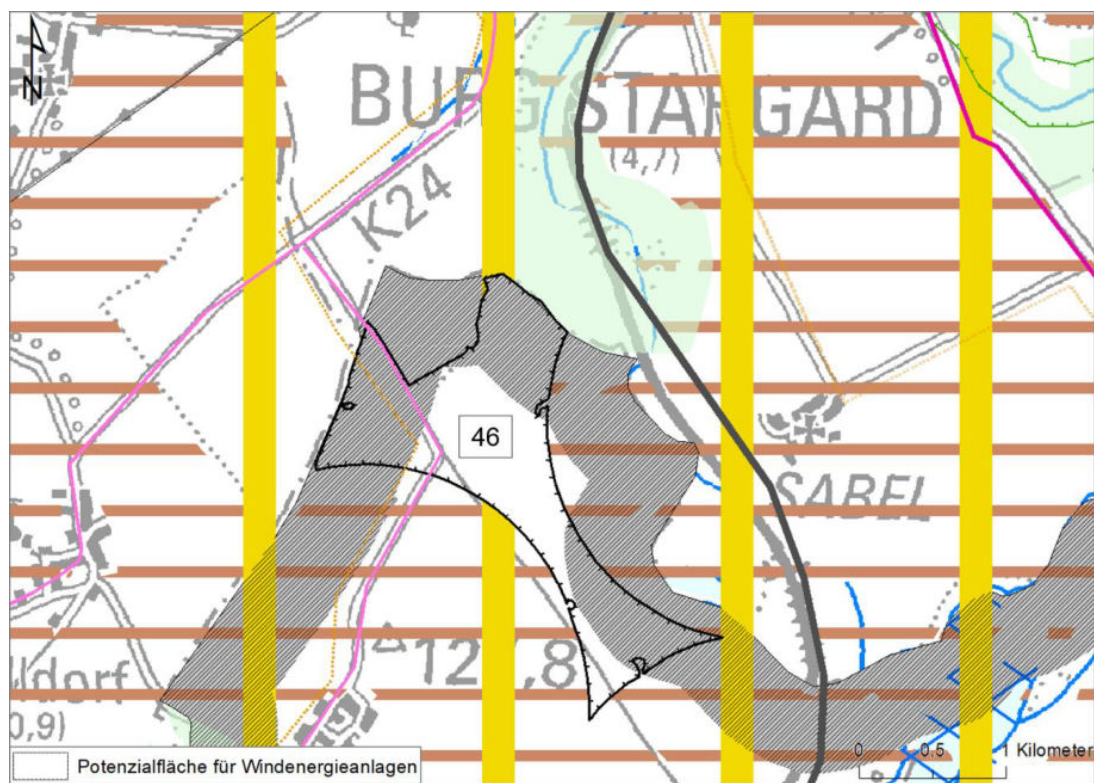 N
BURG STARGARD
(4,7)
K24
46
SABEL
lldorf
12 ,8
0,9)
Potenzialfläche für Windenergieanlagen
0 0.5 1 Kilometer